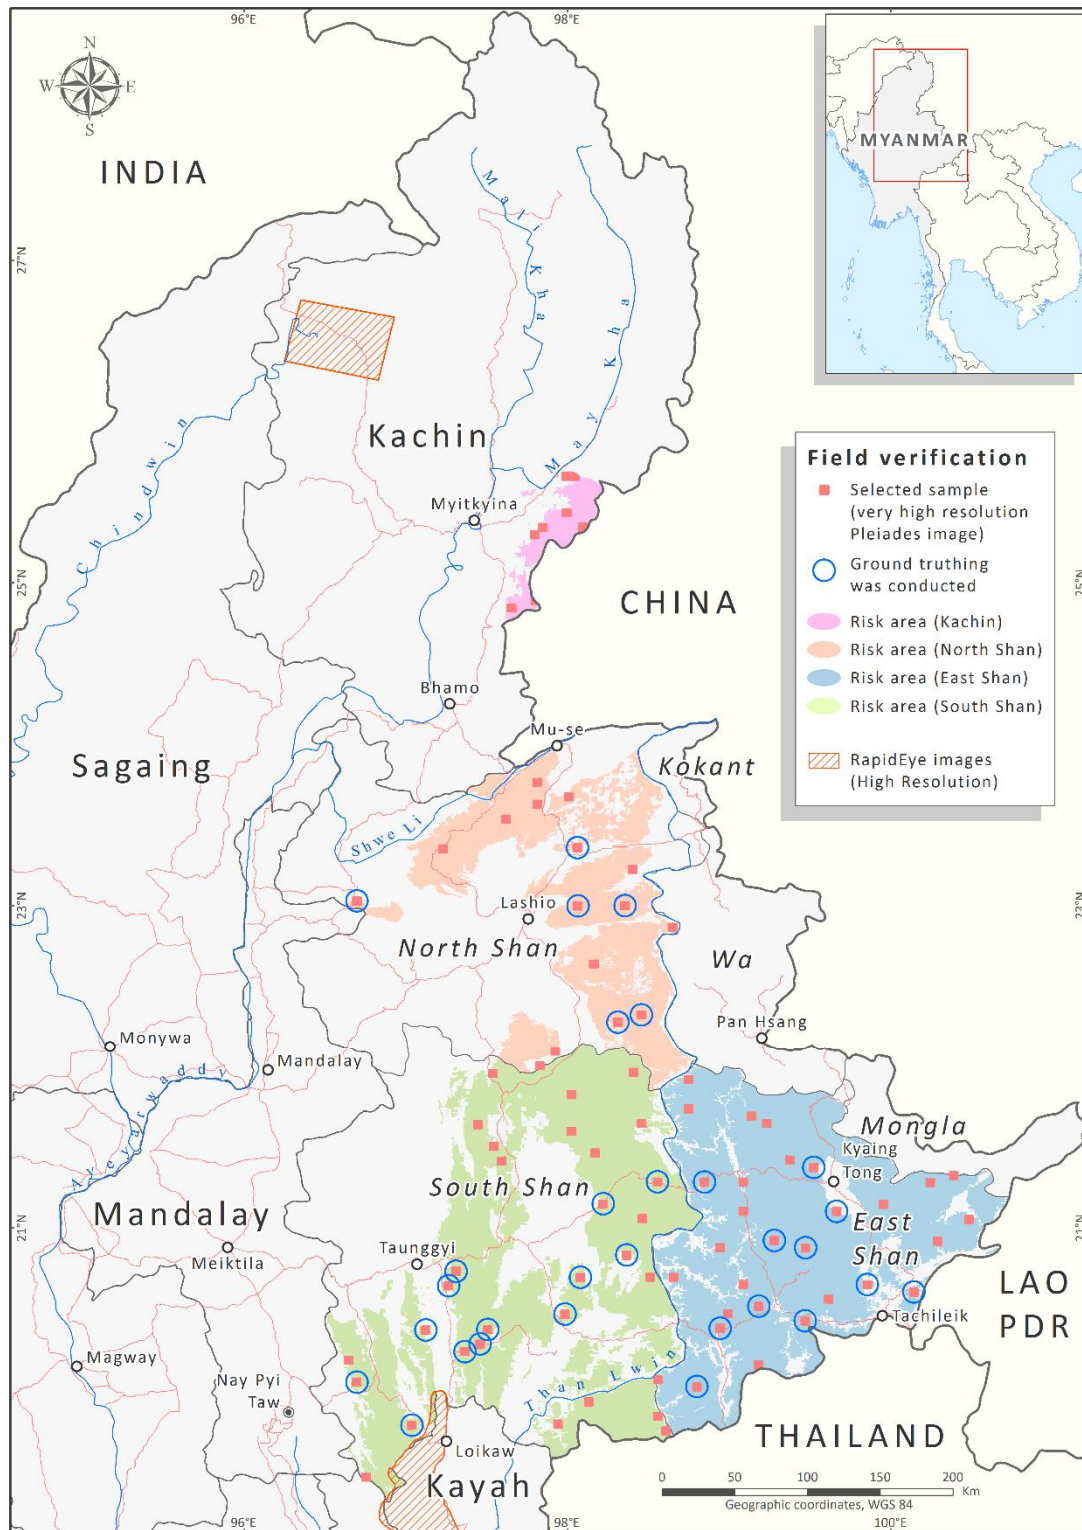 96°E
98°E
N
W
E
S
INDIA
MYANMAR
Mali Kha
May Kha
27°N
Chindwin
Kachin
Myitkyina
Field verification
Selected sample
(very high resolution
Pleiades image)
Ground truthing
was conducted
Risk area (Kachin)
Risk area (North Shan)
Risk area (East Shan)
Risk area (South Shan)
RapidEye images
(High Resolution)
25°N
25°N
CHINA
Bhamo
Mu-se
Sagaing
Kokant
Shwe Li
23°N
23°N
Lashio
North Shan
Wa
Pan Hsang
Monywa
Mandalay
Ayeyarwaddy
Mongla
Kyaing
Tong
South Shan
Mandalay
21°N
21°N
East
Shan
Taunggyi
Meiktila
LAO
PDR
Tachileik
Magway
Nay Pyi
Taw
Than Lwin
THAILAND
Loikaw
Kayah
0
50
100
150
200
Km
Geographic coordinates, WGS 84
96°E
98°E
100°E